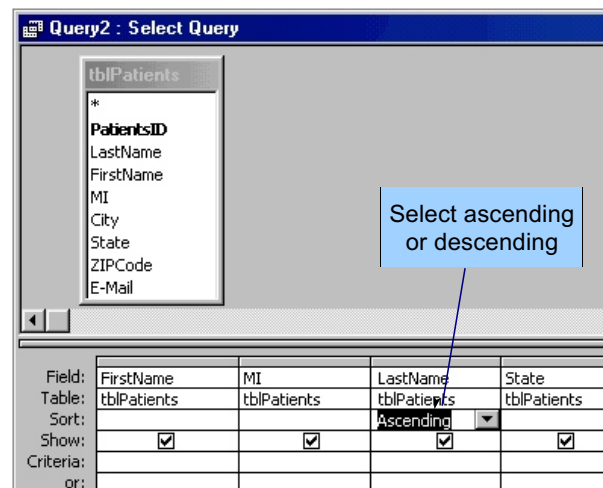 Query2 : Select Query
tblPatients
*
PatientsID
LastName
FirstName
MI
City
State
ZIPCode
E-Mail
Select ascending
or descending
Field: FirstName MI LastName State
Table: tblPatients tblPatients tblPatients tblPatients
Sort: Ascending
Show:
Criteria:
or: